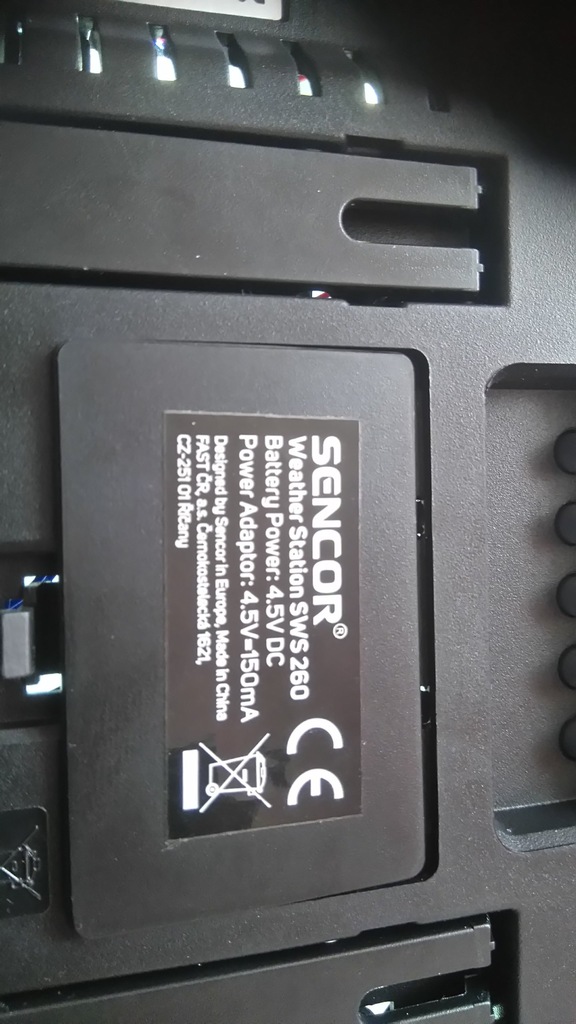 SENCOR®
Weather Station SWS 260
Battery Power: 4.5V DC
Power Adaptor: 4.5V=150mA
Designed by Sencor in Europe, Made in China
FAST ČR, a.s. Černokostelecká 1621,
CZ-251 01 Říčany
CE